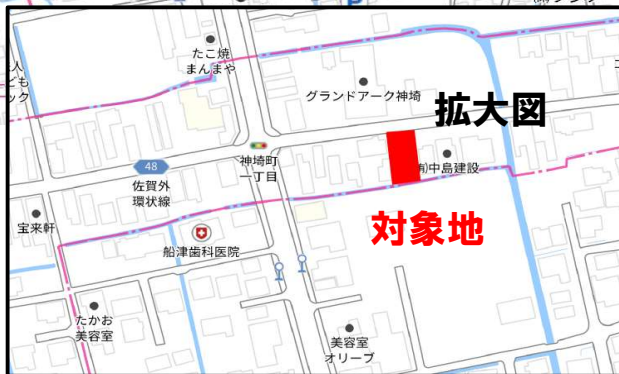 たこ焼
まんまや
グランドアーク神埼
拡大図
神埼町
一丁目
48
佐賀外
環状線
有)中島建設
宝来軒
対象地
船津歯科医院
たかお
美容室
美容室
オリーブ